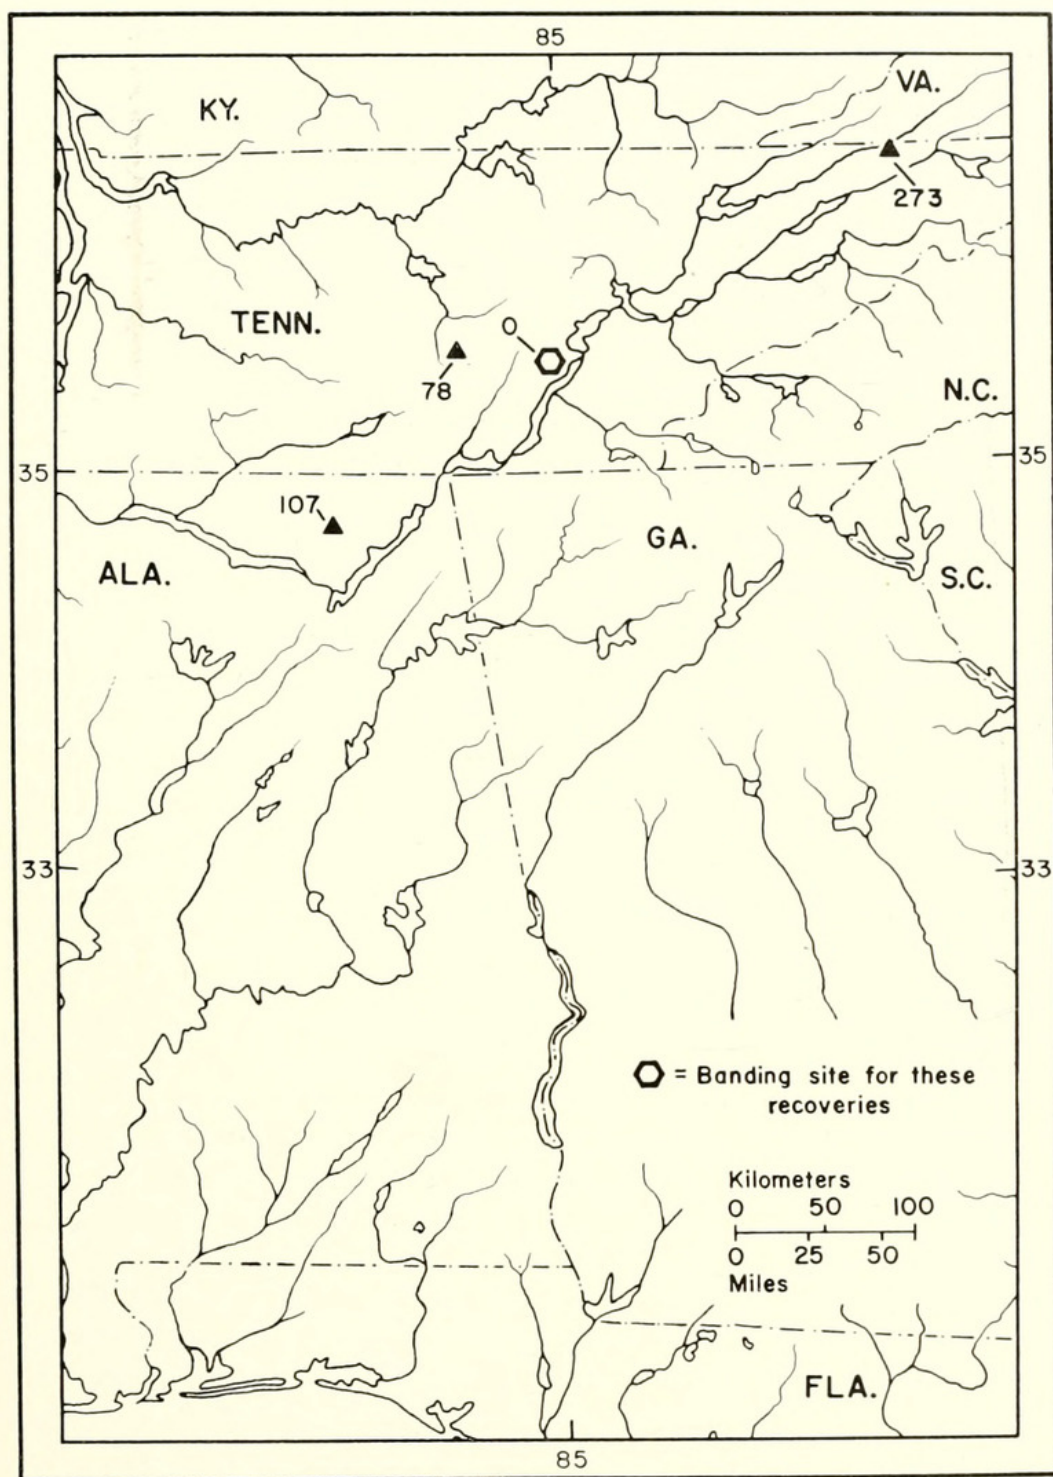 85
KY.
VA.
273
TENN.
0
78
N.C.
35
35
107
GA.
ALA.
S.C.
33
33
= Banding site for these
recoveries
Kilometers
0 50 100
0 25 50
Miles
FLA.
85